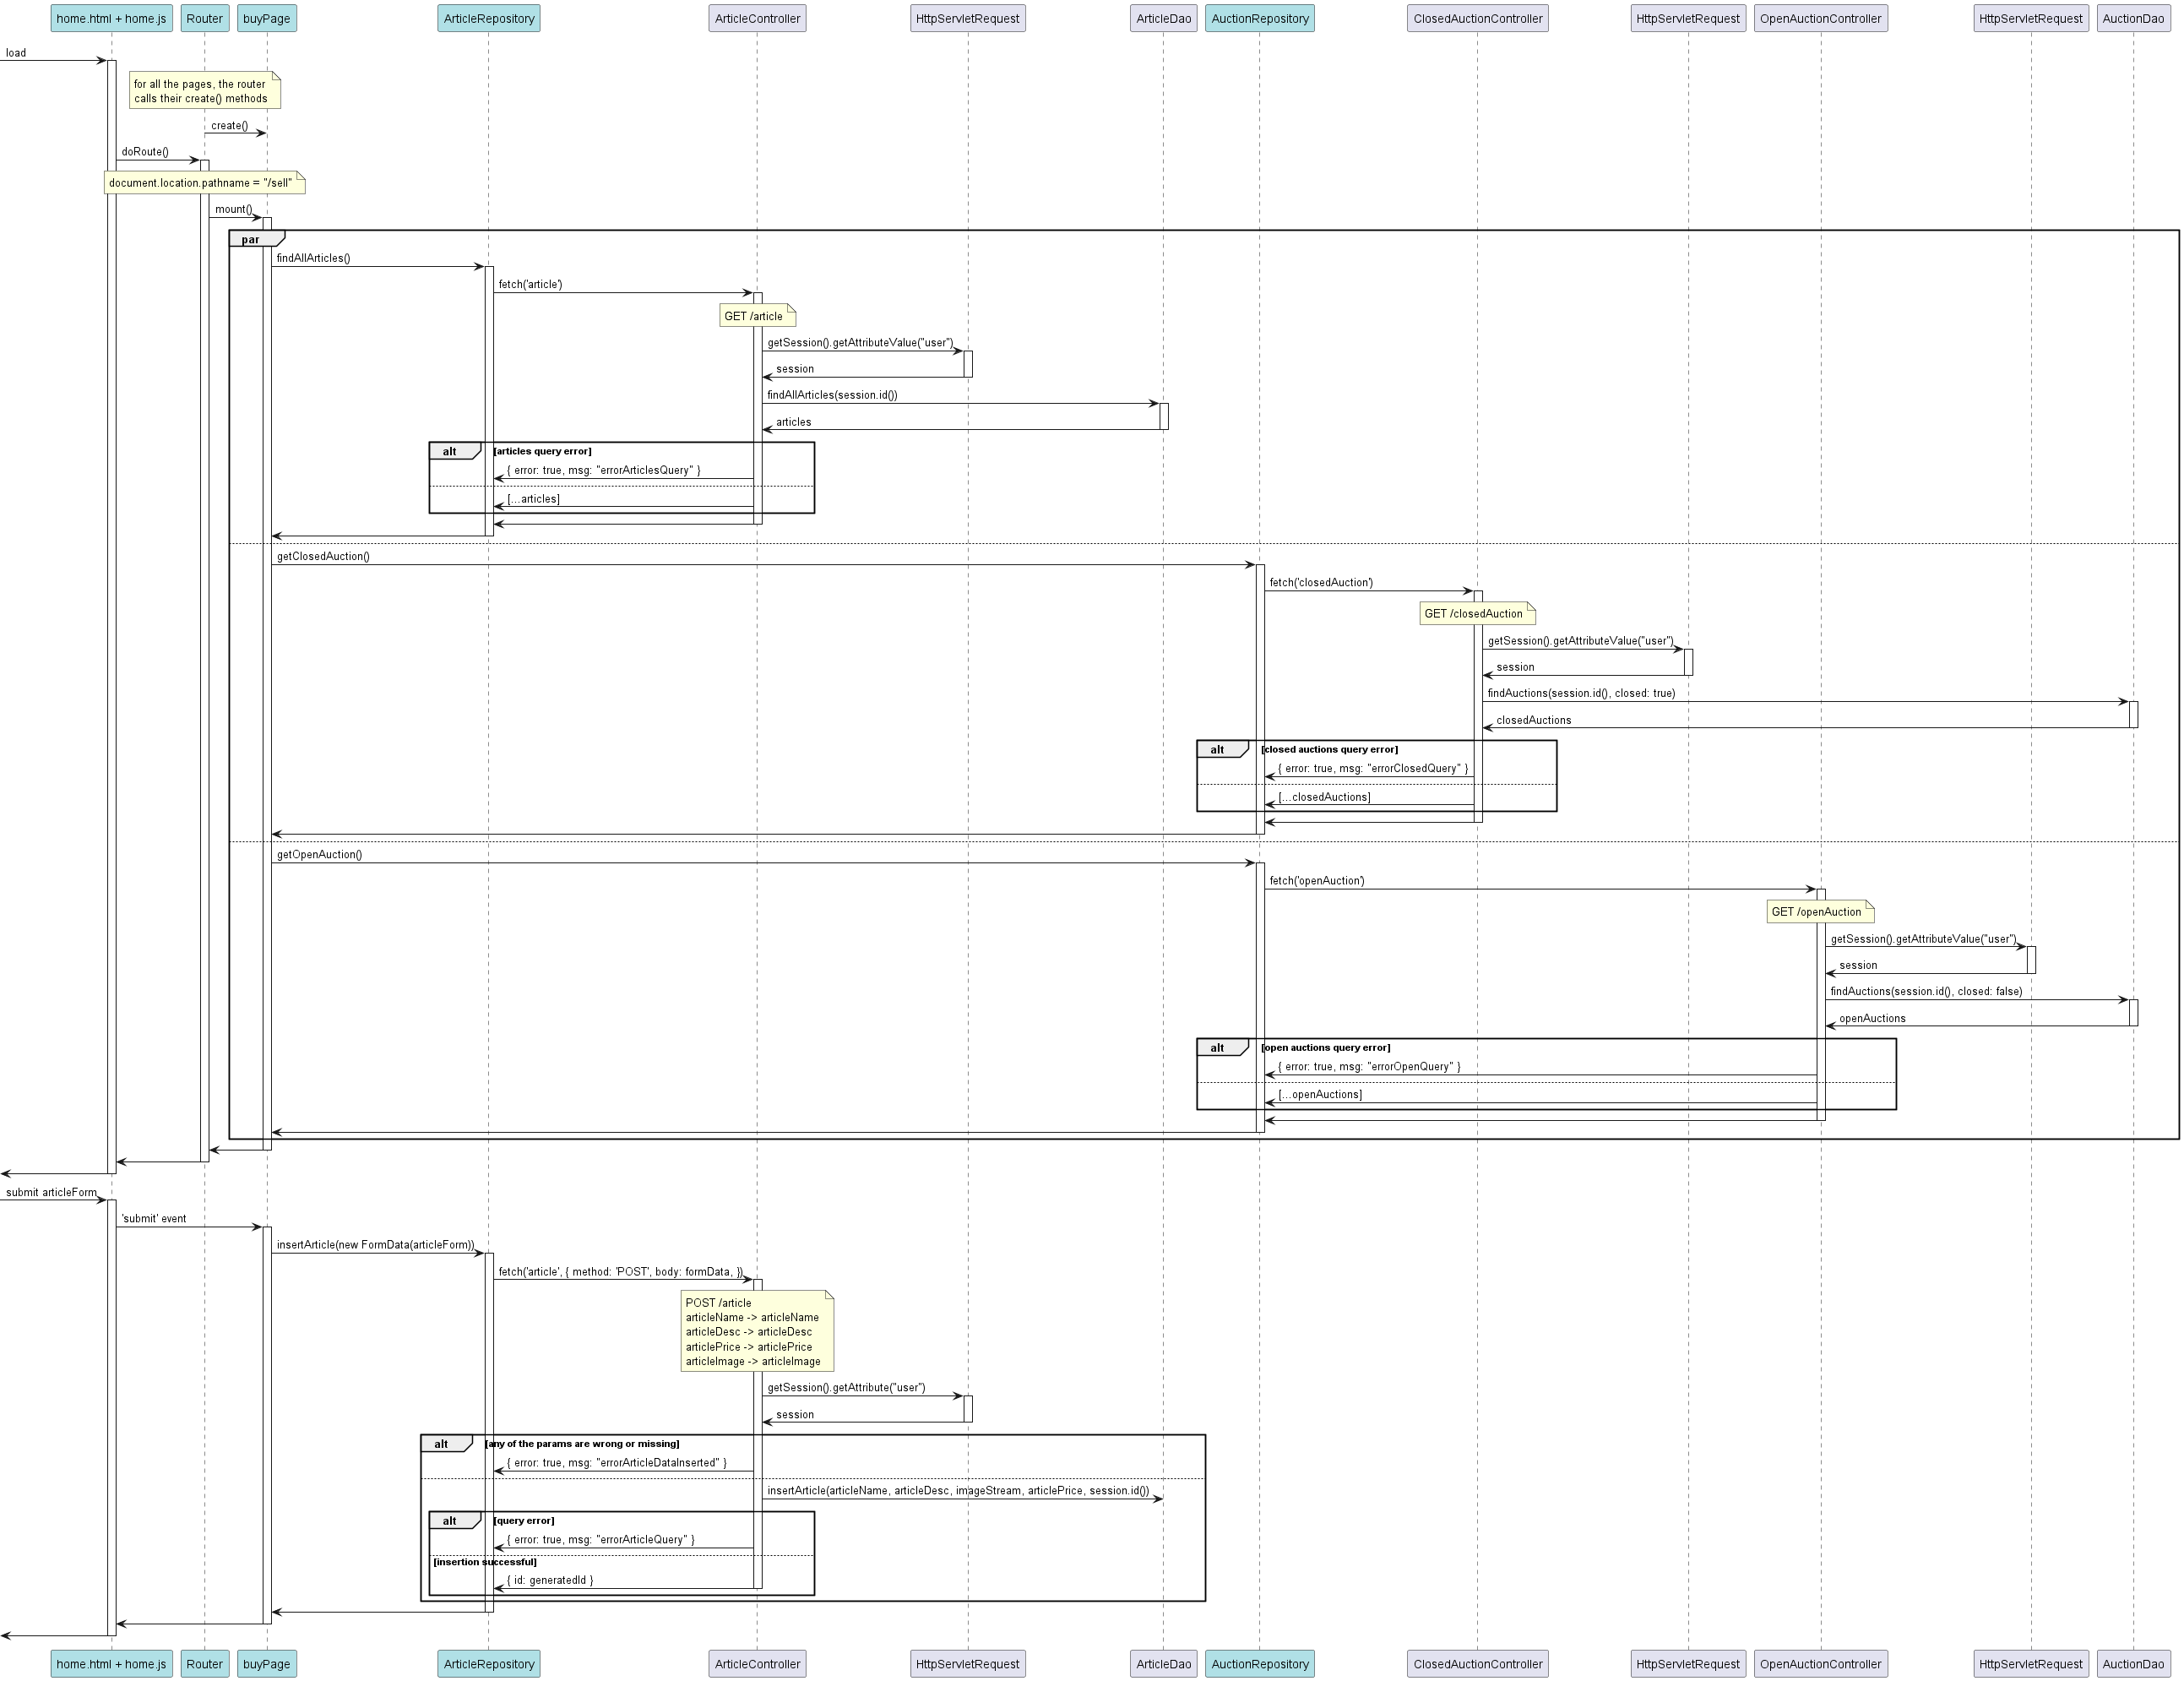 home.html + home.js
Router
buyPage
ArticleRepository
ArticleController
HttpServletRequest
ArticleDao
AuctionRepository
ClosedAuctionController
HttpServletRequest
OpenAuctionController
HttpServletRequest
AuctionDao
load
for all the pages, the router
calls their create() methods
create()
doRoute()
document.location.pathname = "/sell"
mount()
par
findAllArticles()
fetch('article')
GET /article
getSession().getAttributeValue("user")
session
findAllArticles(session.id())
articles
alt [articles query error]
{ error: true, msg: "errorArticlesQuery" }
[...articles]
getClosedAuction()
fetch('closedAuction')
GET /closedAuction
getSession().getAttributeValue("user")
session
findAuctions(session.id(), closed: true)
closedAuctions
alt [closed auctions query error]
{ error: true, msg: "errorClosedQuery" }
[...closedAuctions]
getOpenAuction()
fetch('openAuction')
GET /openAuction
getSession().getAttributeValue("user")
session
findAuctions(session.id(), closed: false)
openAuctions
alt [open auctions query error]
{ error: true, msg: "errorOpenQuery" }
[...openAuctions]
submit articleForm
'submit' event
insertArticle(new FormData(articleForm))
fetch('article', { method: 'POST', body: formData, })
POST /article
articleName -> articleName
articleDesc -> articleDesc
articlePrice -> articlePrice
articleImage -> articleImage
getSession().getAttribute("user")
session
alt [any of the params are wrong or missing]
{ error: true, msg: "errorArticleDataInserted" }
insertArticle(articleName, articleDesc, imageStream, articlePrice, session.id())
alt [query error]
{ error: true, msg: "errorArticleQuery" }
[insertion successful]
{ id: generatedId }
home.html + home.js
Router
buyPage
ArticleRepository
ArticleController
HttpServletRequest
ArticleDao
AuctionRepository
ClosedAuctionController
HttpServletRequest
OpenAuctionController
HttpServletRequest
AuctionDao